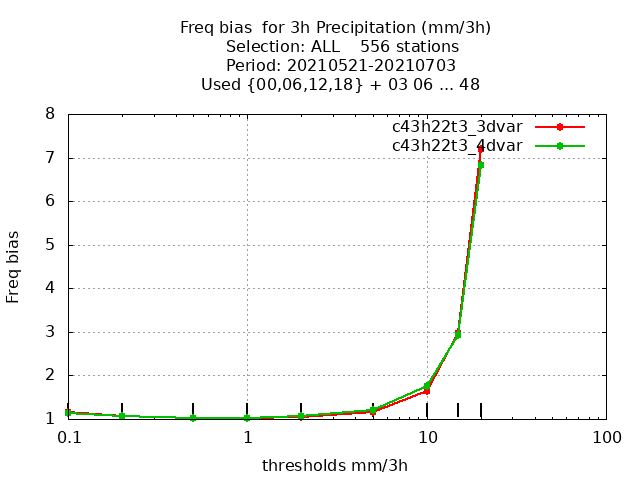 Freq bias  for 3h Precipitation (mm/3h)
Selection: ALL    556 stations
Period: 20210521-20210703
Used {00,06,12,18} + 03 06 ... 48
c43h22t3_3dvar
c43h22t3_4dvar
8
7
6
5
4
3
2
1
Freq bias
0.1 1 10 100
thresholds mm/3h